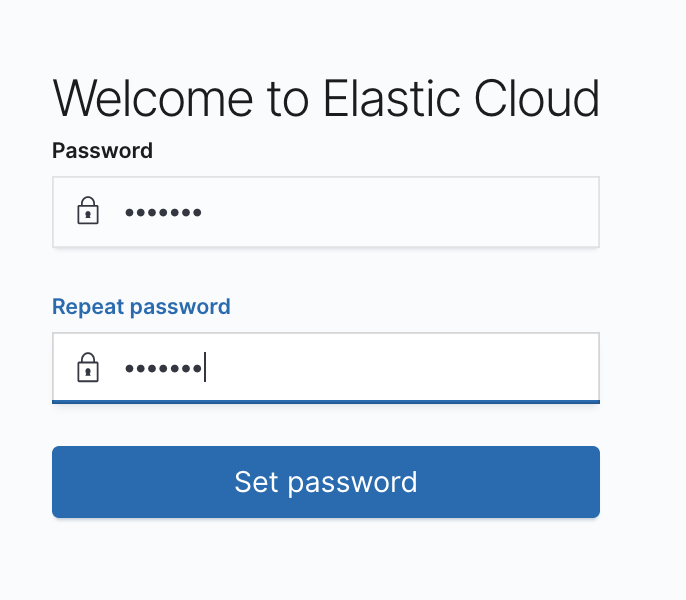 Welcome to Elastic Cloud
Password
•••••••
Repeat password
•••••••
Set password